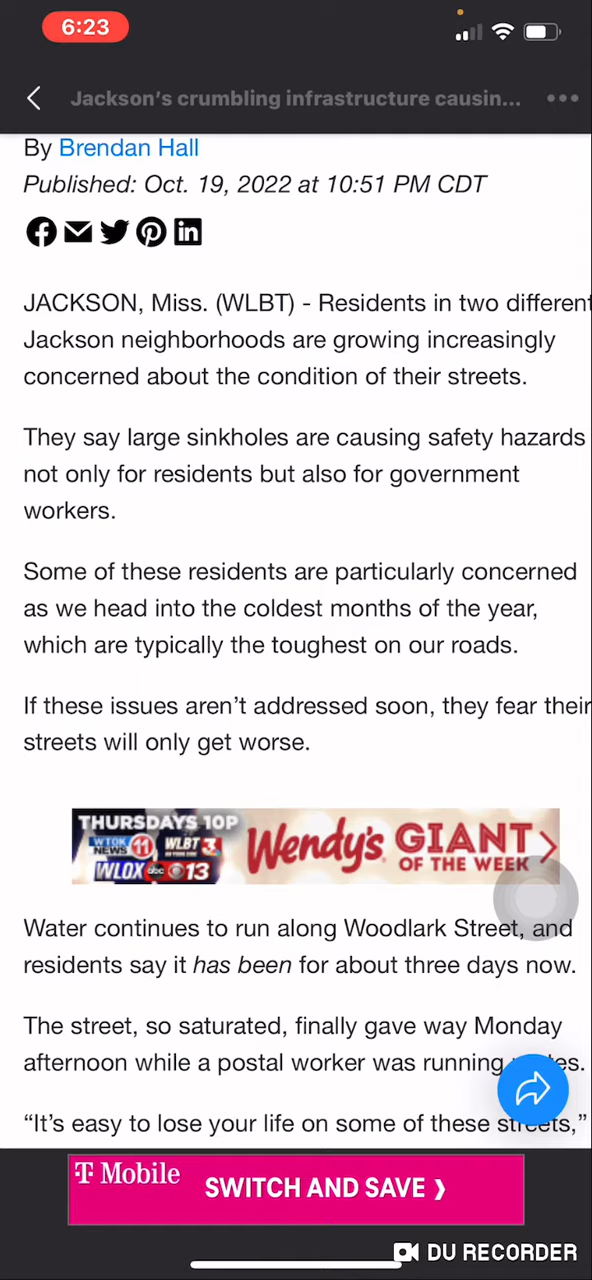 6:23
Jackson's crumbling infrastructure causin...
By Brendan Hall
Published: Oct. 19, 2022 at 10:51 PM CDT
JACKSON, Miss. (WLBT) - Residents in two different
Jackson neighborhoods are growing increasingly
concerned about the condition of their streets.
They say large sinkholes are causing safety hazards
not only for residents but also for government
workers.
Some of these residents are particularly concerned
as we head into the coldest months of the year,
which are typically the toughest on our roads.
If these issues aren't addressed soon, they fear their
streets will only get worse.
THURSDAYS 10P
WTOK NEWS 11 WLBT 3
WLOX abc 13
Wendy's GIANT
OF THE WEEK
Water continues to run along Woodlark Street, and
residents say it has been for about three days now.
The street, so saturated, finally gave way Monday
afternoon while a postal worker was running
“It's easy to lose your life on some of these streets,”
T Mobile SWITCH AND SAVE ❯
DU RECORDER